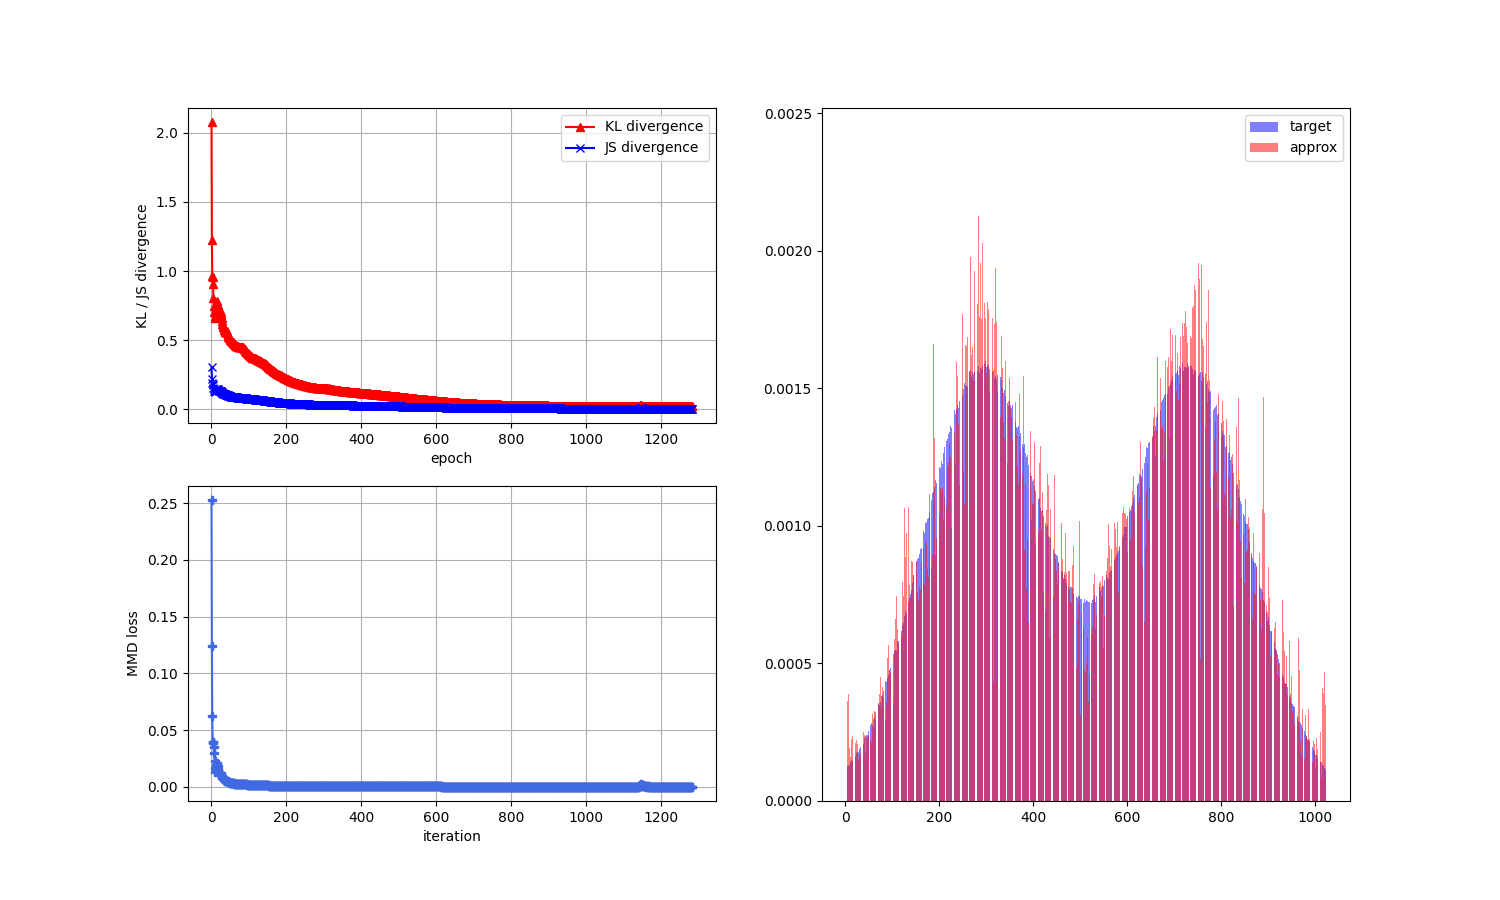 KL divergence
JS divergence
KL / JS divergence
2.0
1.5
1.0
0.5
0.0
0 200 400 600 800 1000 1200
epoch
MMD loss
0.25
0.20
0.15
0.10
0.05
0.00
0 200 400 600 800 1000 1200
iteration
target
approx
0.0025
0.0020
0.0015
0.0010
0.0005
0.0000
0 200 400 600 800 1000